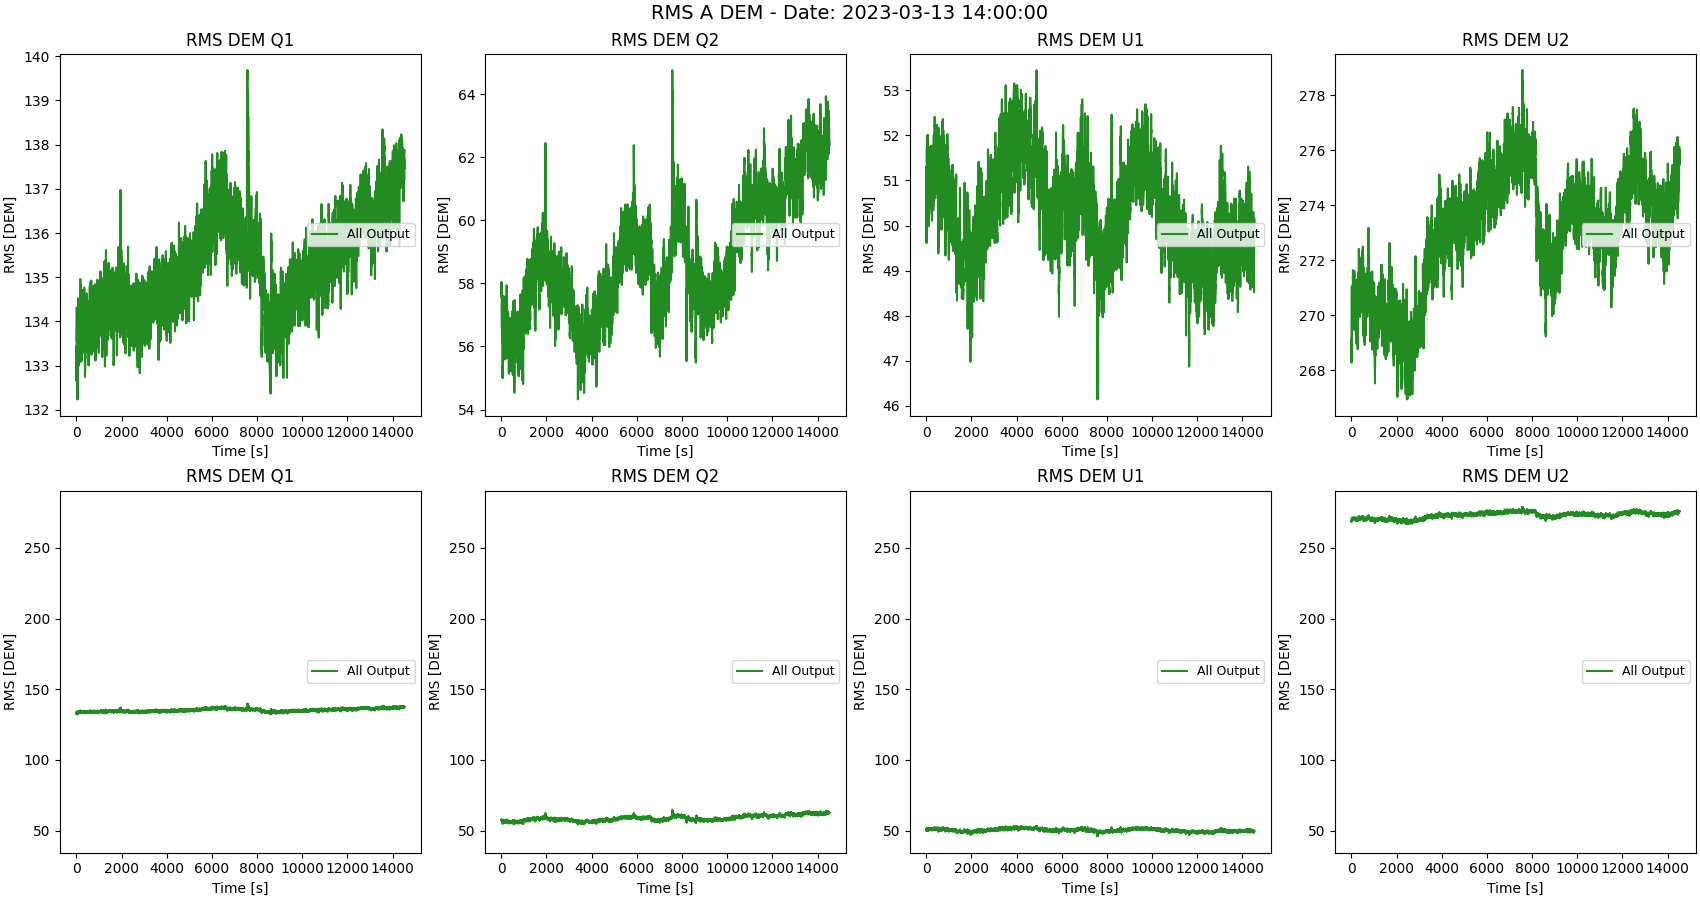 RMS A DEM - Date: 2023-03-13 14:00:00
RMS DEM Q1
RMS [DEM]
140
139
138
137
136
135
134
133
132
All Output
0 2000 4000 6000 8000 10000 12000 14000
Time [s]
RMS DEM Q2
RMS [DEM]
64
62
60
58
56
54
All Output
0 2000 4000 6000 8000 10000 12000 14000
Time [s]
RMS DEM U1
RMS [DEM]
53
52
51
50
49
48
47
46
All Output
0 2000 4000 6000 8000 10000 12000 14000
Time [s]
RMS DEM U2
RMS [DEM]
278
276
274
272
270
268
All Output
0 2000 4000 6000 8000 10000 12000 14000
Time [s]
RMS DEM Q1
RMS [DEM]
250
200
150
100
50
All Output
0 2000 4000 6000 8000 10000 12000 14000
Time [s]
RMS DEM Q2
RMS [DEM]
250
200
150
100
50
All Output
0 2000 4000 6000 8000 10000 12000 14000
Time [s]
RMS DEM U1
RMS [DEM]
250
200
150
100
50
All Output
0 2000 4000 6000 8000 10000 12000 14000
Time [s]
RMS DEM U2
RMS [DEM]
250
200
150
100
50
All Output
0 2000 4000 6000 8000 10000 12000 14000
Time [s]